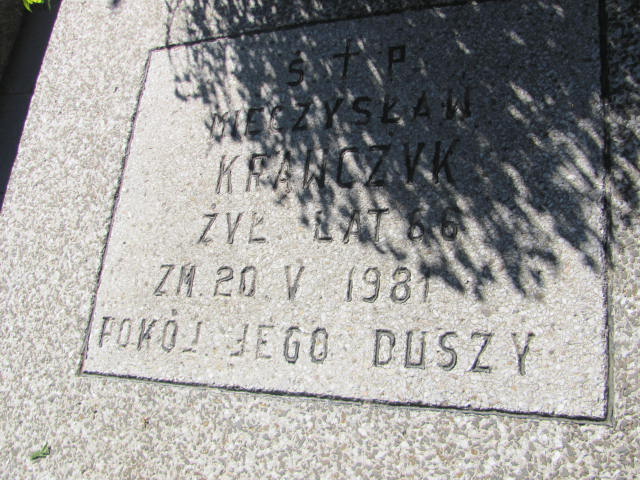 Ś † P
MIECZYSŁAW
KRAWCZYK
ŻYŁ LAT 66
ZM. 20. V. 1981
POKÓJ JEGO DUSZY